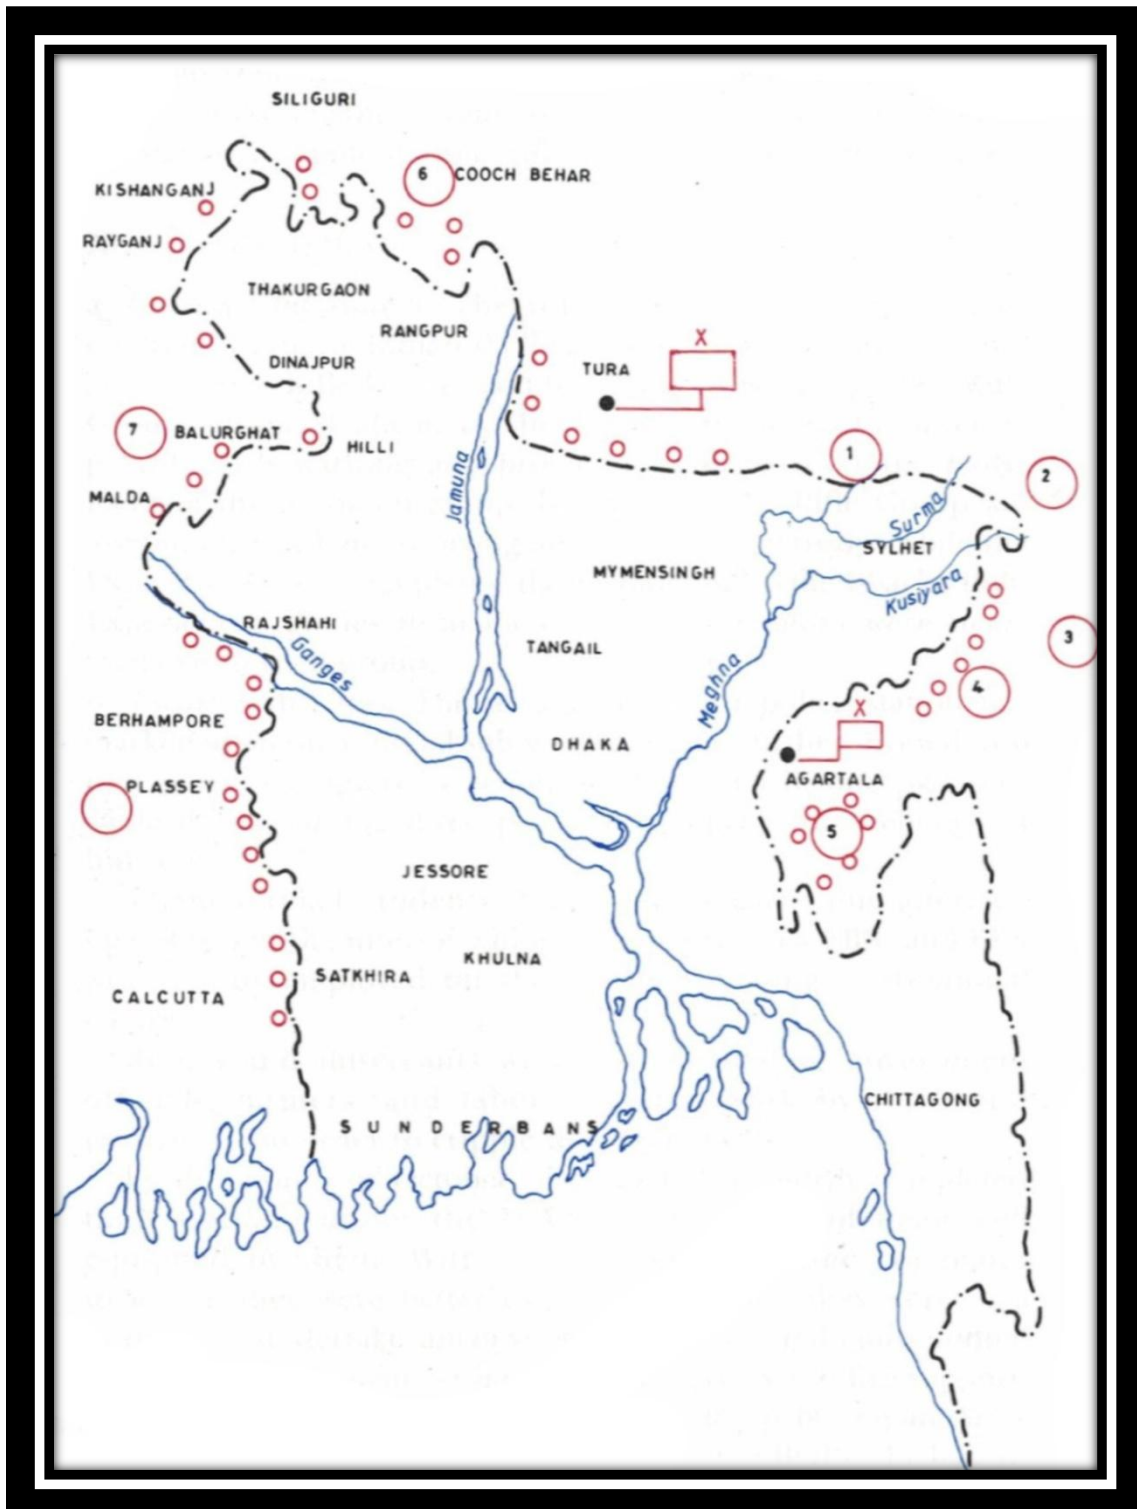 SILIGURI
6
COOCH BEHAR
KISHANGANJ
RAYGANJ
THAKURGAON
RANGPUR
DINAJPUR
TURA
X
7
BALURGHAT
HILLI
MALDA
Jamuna
1
2
Surma
SYLHET
MYMENSINGH
Kusiyara
RAJSHAHI
Ganges
TANGAIL
3
4
Meghna
BERHAMPORE
X
DHAKA
AGARTALA
PLASSEY
5
JESSORE
KHULNA
SATKHIRA
CALCUTTA
CHITTAGONG
SUNDERBANS